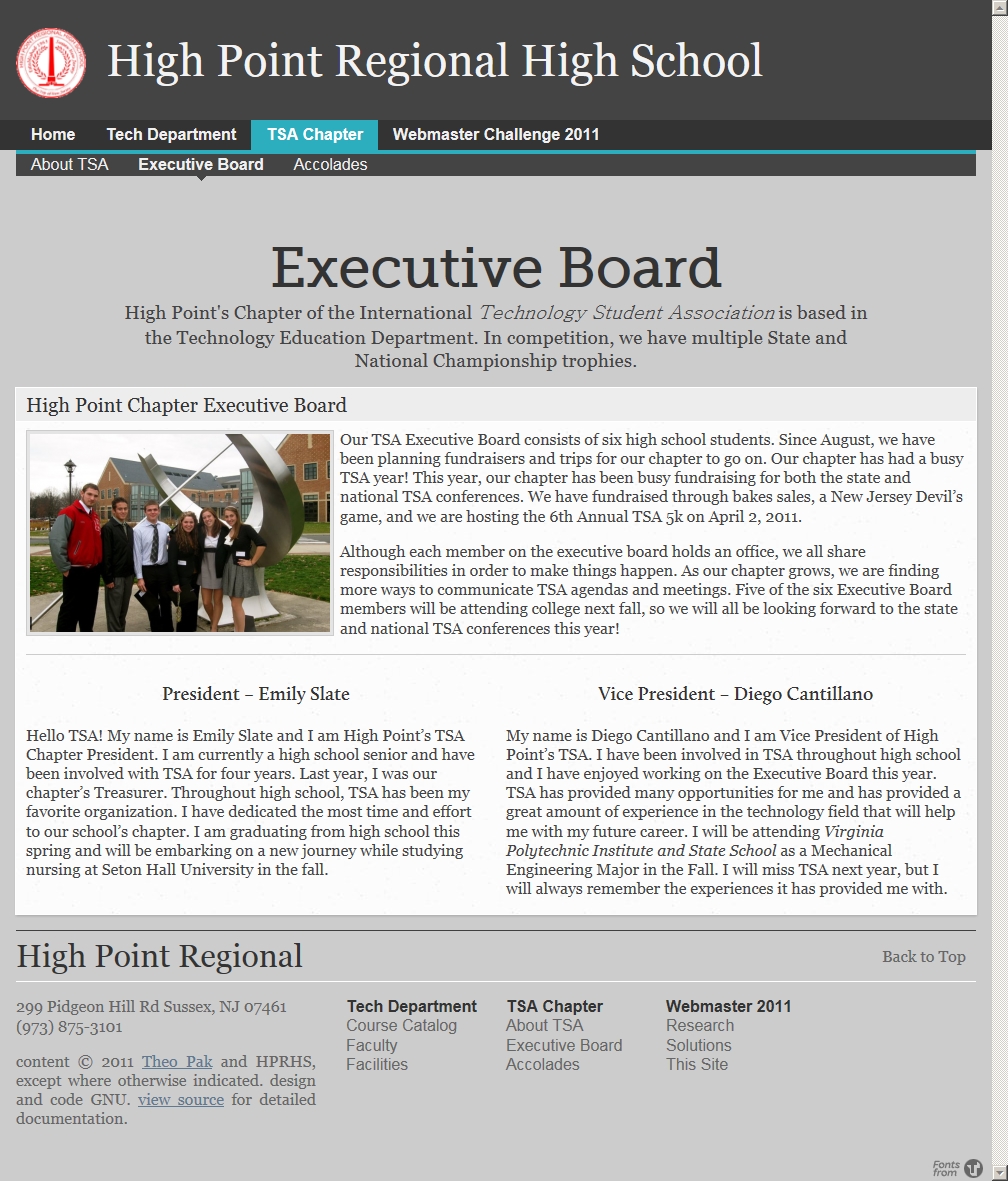 High Point Regional High School
Home Tech Department TSA Chapter Webmaster Challenge 2011
About TSA Executive Board Accolades
Executive Board
High Point's Chapter of the International Technology Student Association is based in
the Technology Education Department. In competition, we have multiple State and
National Championship trophies.
High Point Chapter Executive Board
Our TSA Executive Board consists of six high school students. Since August, we have
been planning fundraisers and trips for our chapter to go on. Our chapter has had a busy
TSA year! This year, our chapter has been busy fundraising for both the state and
national TSA conferences. We have fundraised through bakes sales, a New Jersey Devil’s
game, and we are hosting the 6th Annual TSA 5k on April 2, 2011.
Although each member on the executive board holds an office, we all share
responsibilities in order to make things happen. As our chapter grows, we are finding
more ways to communicate TSA agendas and meetings. Five of the six Executive Board
members will be attending college next fall, so we will all be looking forward to the state
and national TSA conferences this year!
President – Emily Slate
Hello TSA! My name is Emily Slate and I am High Point’s TSA
Chapter President. I am currently a high school senior and have
been involved with TSA for four years. Last year, I was our
chapter’s Treasurer. Throughout high school, TSA has been my
favorite organization. I have dedicated the most time and effort
to our school’s chapter. I am graduating from high school this
spring and will be embarking on a new journey while studying
nursing at Seton Hall University in the fall.
Vice President – Diego Cantillano
My name is Diego Cantillano and I am Vice President of High
Point’s TSA. I have been involved in TSA throughout high school
and I have enjoyed working on the Executive Board this year.
TSA has provided many opportunities for me and has provided a
great amount of experience in the technology field that will help
me with my future career. I will be attending Virginia
Polytechnic Institute and State School as a Mechanical
Engineering Major in the Fall. I will miss TSA next year, but I
will always remember the experiences it has provided me with.
High Point Regional
Back to Top
299 Pidgeon Hill Rd Sussex, NJ 07461
(973) 875-3101
content © 2011 Theo Pak and HPRHS,
except where otherwise indicated. design
and code GNU. view source for detailed
documentation.
Tech Department
Course Catalog
Faculty
Facilities
TSA Chapter
About TSA
Executive Board
Accolades
Webmaster 2011
Research
Solutions
This Site
Fonts
from